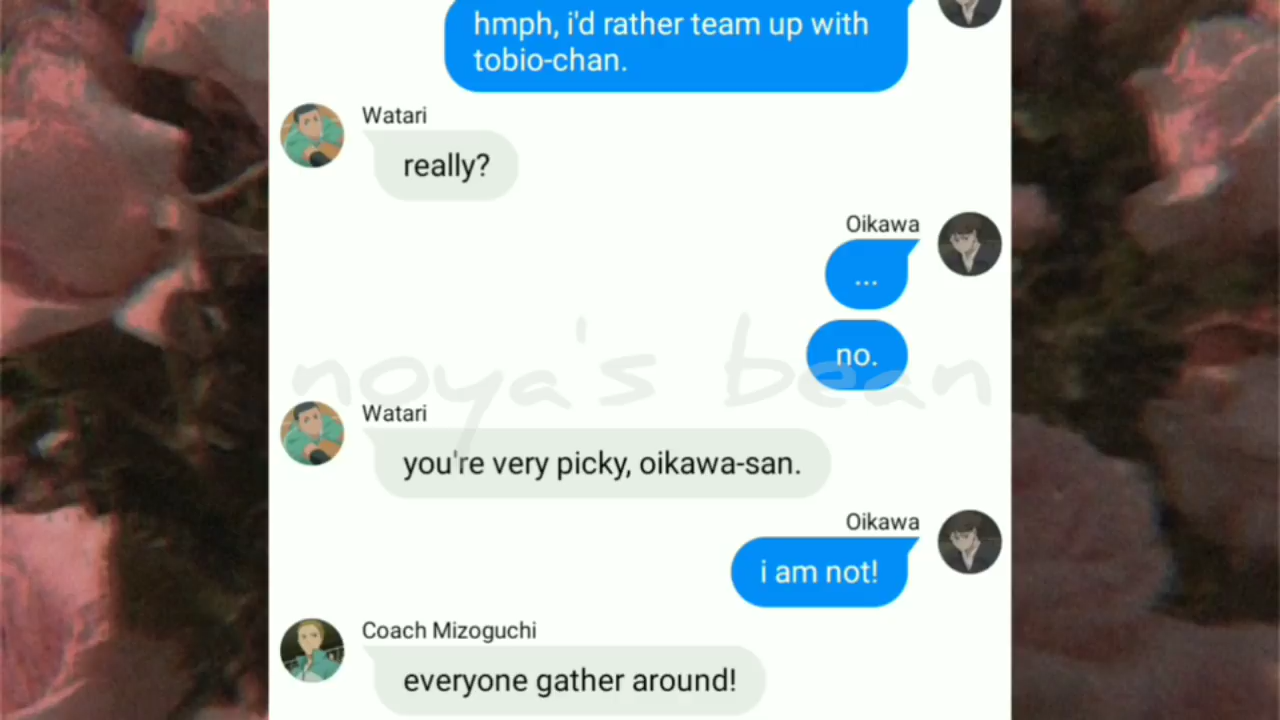 hmph, i'd rather team up with
tobio-chan.
Watari
really?
Oikawa
...
no.
noya's bean
Watari
you're very picky, oikawa-san.
Oikawa
i am not!
Coach Mizoguchi
everyone gather around!